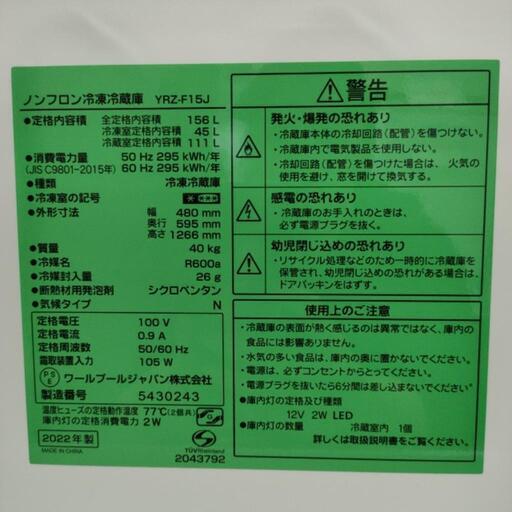 ノンフロン冷凍冷蔵庫 YRZ-F15J
●定格内容積 全定格内容積 156 L
冷凍室定格内容積 45 L
冷蔵室定格内容積 111 L
●消費電力量 50 Hz 295 kWh/年
(JIS C9801-2015年) 60 Hz 295 kWh/年
●種類 冷凍冷蔵庫
●冷凍室の記号
●外形寸法 幅 480 mm
奥行 595 mm
高さ 1266 mm
●質量 40 kg
●冷媒名 R600a
●冷媒封入量 26 g
●断熱材用発泡剤 シクロペンタン
●気候タイプ N
定格電圧 100 V
定格電流 0.9 A
定格周波数 50/60 Hz
霜取装置入力 105 W
PSE ワールプールジャパン株式会社
製造番号 5430243
温度ヒューズの定格動作温度 77℃(2個共)
庫内灯の定格消費電力 2W
2022年製
MADE IN CHINA
TÜVRheinland
2043792
警告
発火・爆発の恐れあり
・冷蔵庫本体の冷却回路(配管)を傷つけない。
・冷蔵庫内で電気製品を使用しない。
・冷却回路(配管)を傷つけた場合は、火気の
使用を避け、窓を開けて換気する。
感電の恐れあり
・冷蔵庫のお手入れのときは、
必ず電源プラグを抜く。
幼児閉じ込めの恐れあり
・リサイクル処理などのため一時的に冷蔵庫を
保管され、幼児閉じ込めの恐れがある場合は、
ドアパッキンをはずす。
使用上のご注意
・冷蔵庫の表面が熱く感じるのは異常ではなく、庫内の
食品には影響ありません。
・水気の多い食品は、庫内の奥に置かないでください。
・電源は、必ずコンセントからとってください。
・電源プラグを抜いたら6分間は差し込まないでください。
●庫内灯の定格及び種類
12V 2W LED
●庫内灯の数量 冷蔵室内 1個
詳しくは取扱説明書をご覧ください。